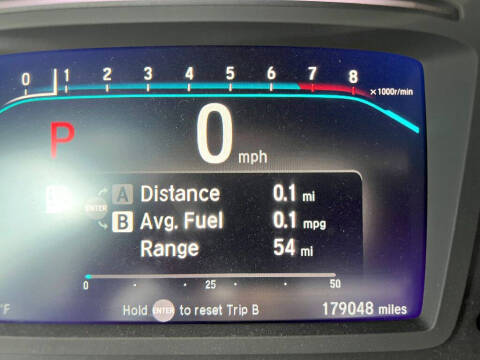 0 1 2 3 4 5 6 7 8
×1000r/min
P 0 mph
A Distance 0.1 mi
ENTER
B Avg. Fuel 0.1 mpg
Range 54 mi
0 25 50
°F Hold ENTER to reset Trip B 179048 miles